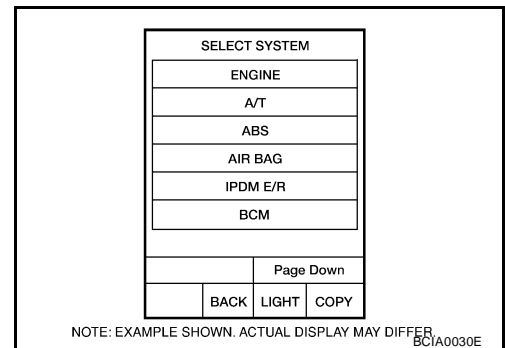 SELECT SYSTEM
ENGINE
A/T
ABS
AIR BAG
IPDM E/R
BCM
Page Down
BACK LIGHT COPY
NOTE: EXAMPLE SHOWN. ACTUAL DISPLAY MAY DIFFER.
BCIA0030E